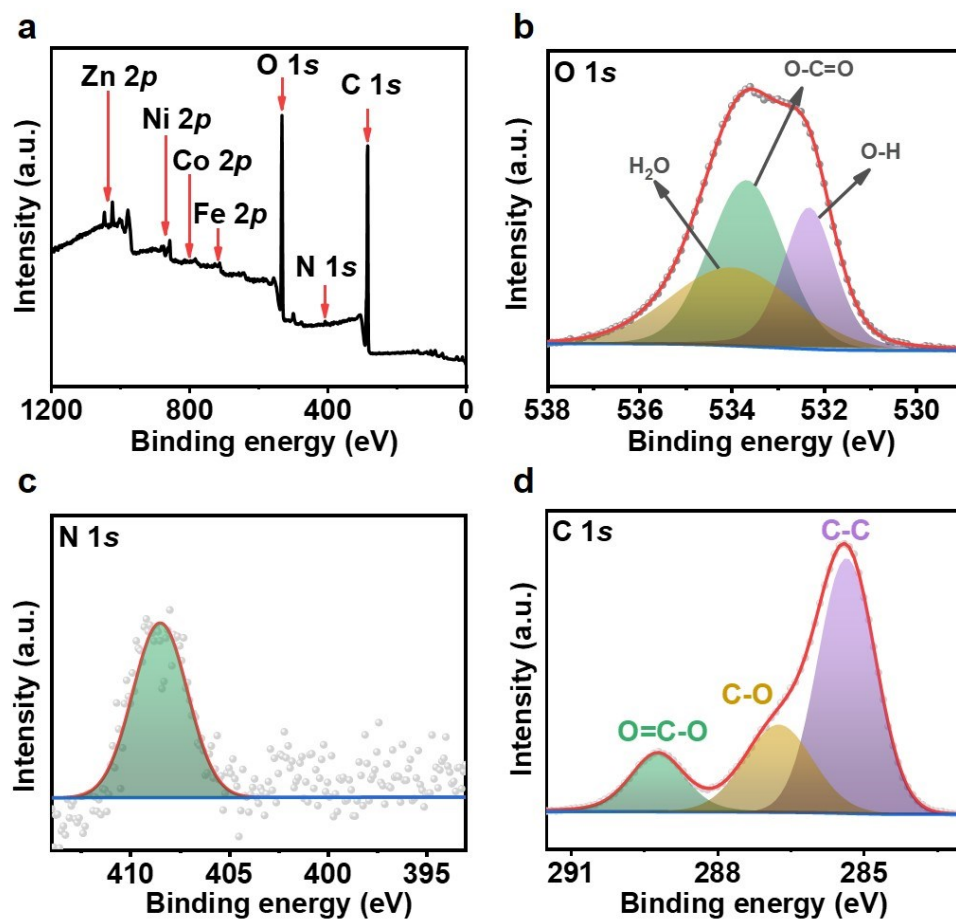 a
Zn 2p
Ni 2p
Co 2p
Fe 2p
O 1s
N 1s
C 1s
Intensity (a.u.)
1200 800 400 0
Binding energy (eV)
b
O 1s
O-C=O
H₂O
O-H
Intensity (a.u.)
538 536 534 532 530
Binding energy (eV)
c
N 1s
Intensity (a.u.)
410 405 400 395
Binding energy (eV)
d
C 1s
C-C
C-O
O=C-O
Intensity (a.u.)
291 288 285
Binding energy (eV)